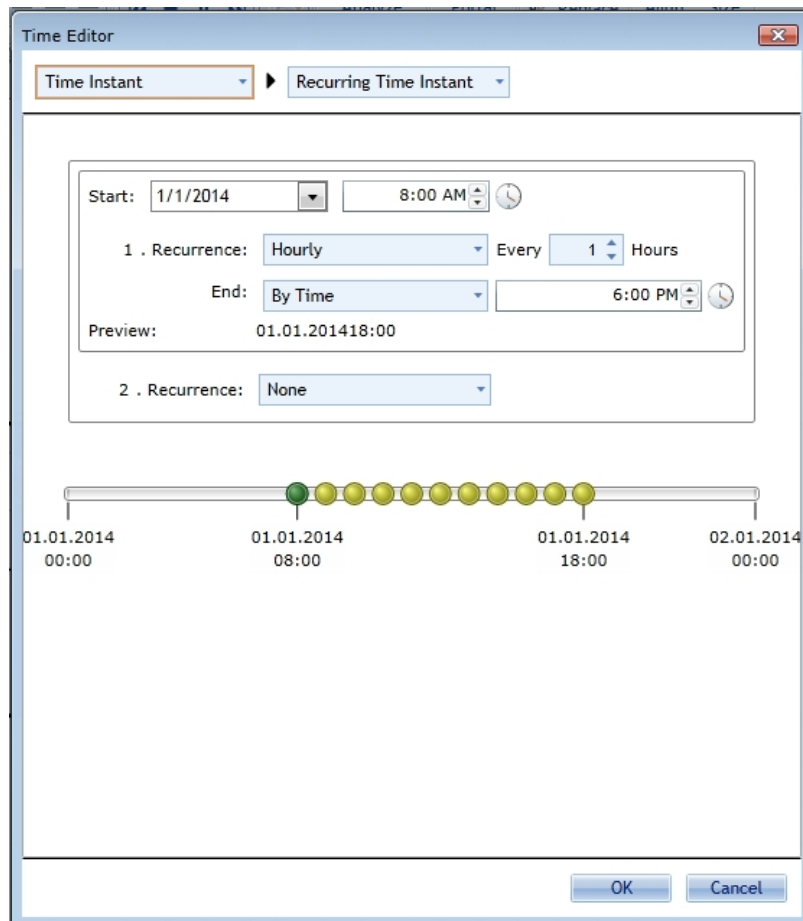 Time Editor
Time Instant Recurring Time Instant
Start: 1/1/2014 8:00 AM
1 . Recurrence: Hourly Every 1 Hours
End: By Time 6:00 PM
Preview: 01.01.201418:00
2 . Recurrence: None
01.01.2014 01.01.2014 01.01.2014 02.01.2014
00:00 08:00 18:00 00:00
OK Cancel